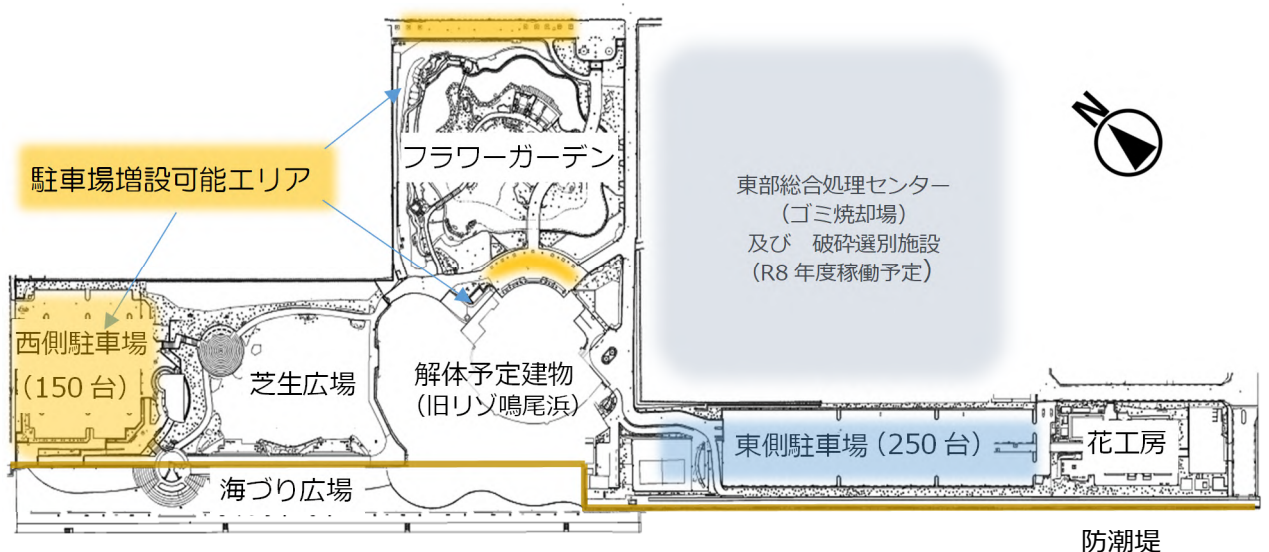 駐車場増設可能エリア
フラワーガーデン
N
東部総合処理センター
(ゴミ焼却場)
及び 破砕選別施設
(R8 年度稼働予定)
西側駐車場
(150 台)
芝生広場
解体予定建物
(旧リゾ鳴尾浜)
東側駐車場 (250 台)
花工房
海づり広場
防潮堤